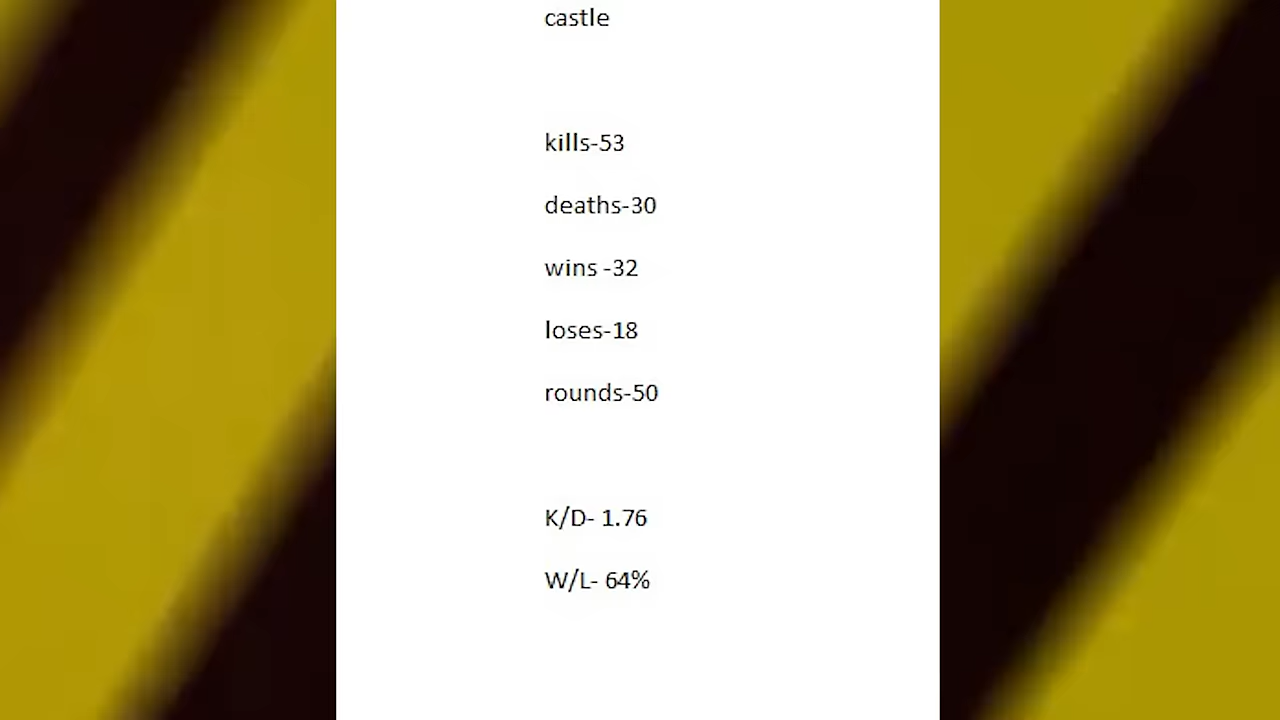 castle
kills-53
deaths-30
wins -32
loses-18
rounds-50
K/D- 1.76
W/L- 64%